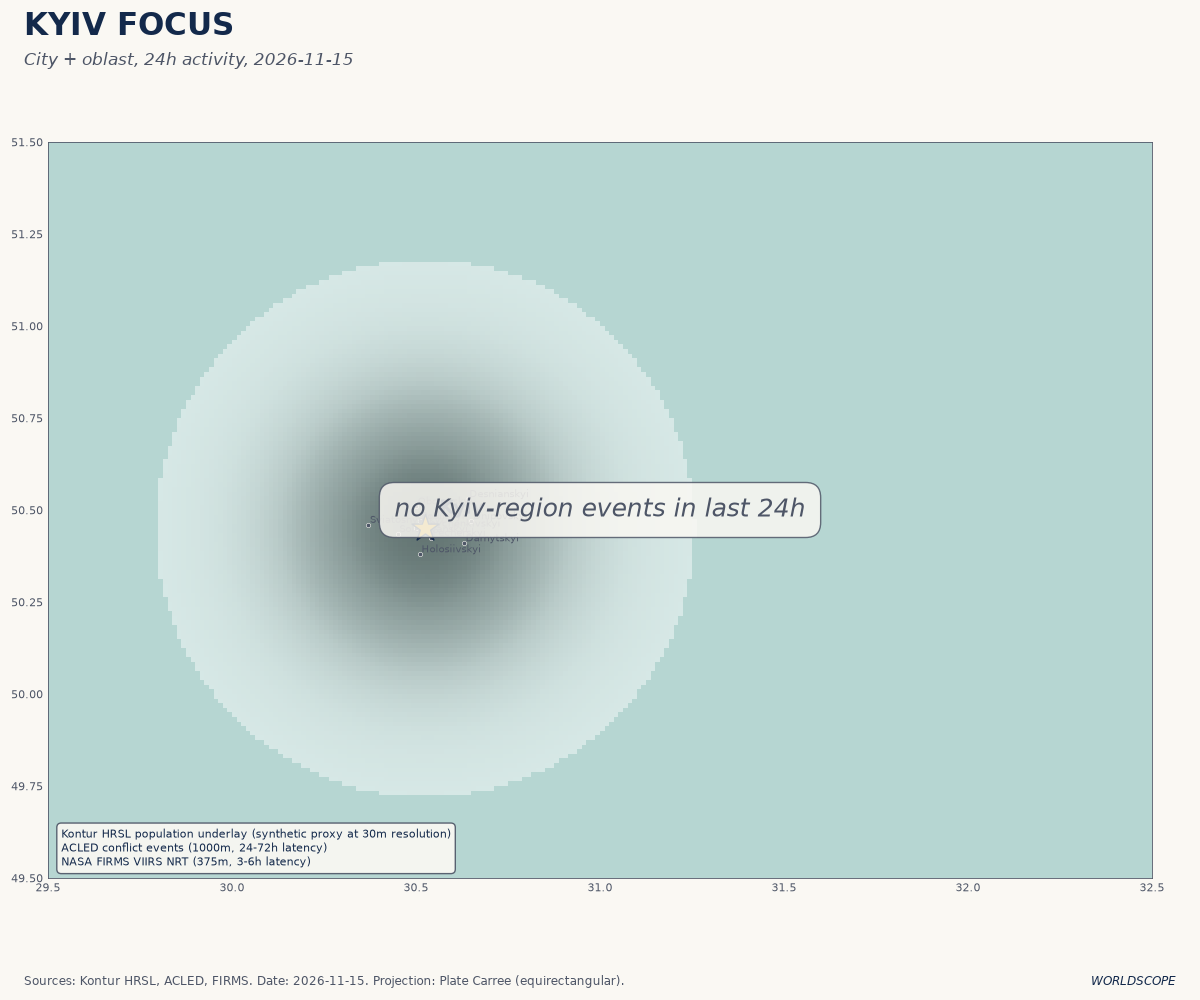 KYIV FOCUS
City + oblast, 24h activity, 2026-11-15
51.50
51.25
51.00
50.75
50.50
no Kyiv-region events in last 24h
Darnytskyi
Holosiivskyi
50.25
50.00
49.75
Kontur HRSL population underlay (synthetic proxy at 30m resolution)
ACLED conflict events (1000m, 24-72h latency)
NASA FIRMS VIIRS NRT (375m, 3-6h latency)
49.50
29.5 30.0 30.5 31.0 31.5 32.0 32.5
Sources: Kontur HRSL, ACLED, FIRMS. Date: 2026-11-15. Projection: Plate Carree (equirectangular).
WORLDSCOPE